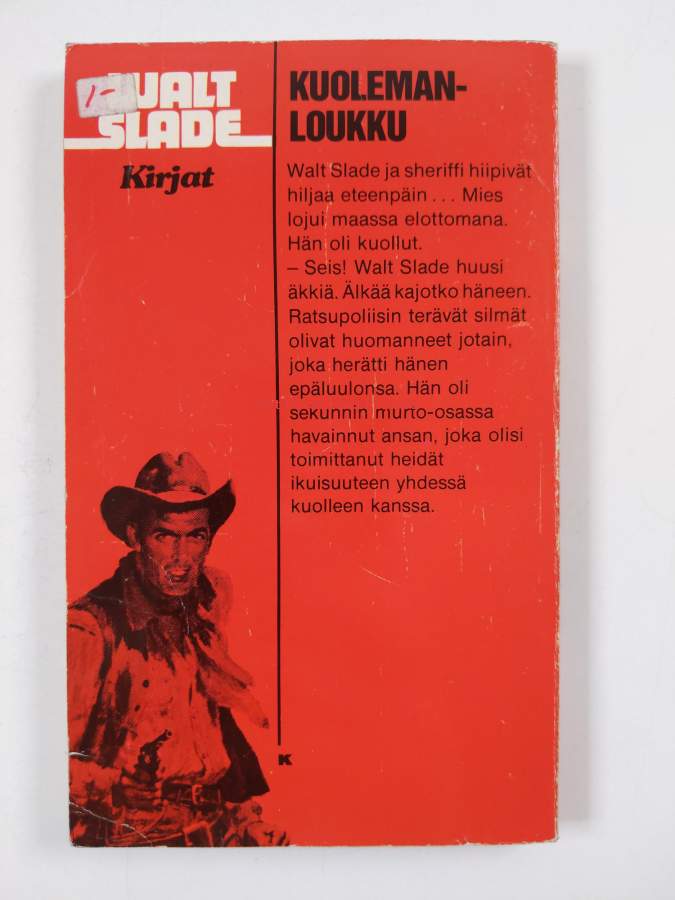 1-
WALT
SLADE
Kirjat
KUOLEMAN-
LOUKKU
Walt Slade ja sheriffi hiipivät
hiljaa eteenpäin... Mies
lojui maassa elottomana.
Hän oli kuollut.
– Seis! Walt Slade huusi
äkkiä. Älkää kajotko häneen.
Ratsupoliisin terävät silmät
olivat huomanneet jotain,
joka herätti hänen
epäluulonsa. Hän oli
sekunnin murto-osassa
havainnut ansan, joka olisi
toimittanut heidät
ikuisuuteen yhdessä
kuolleen kanssa.
K